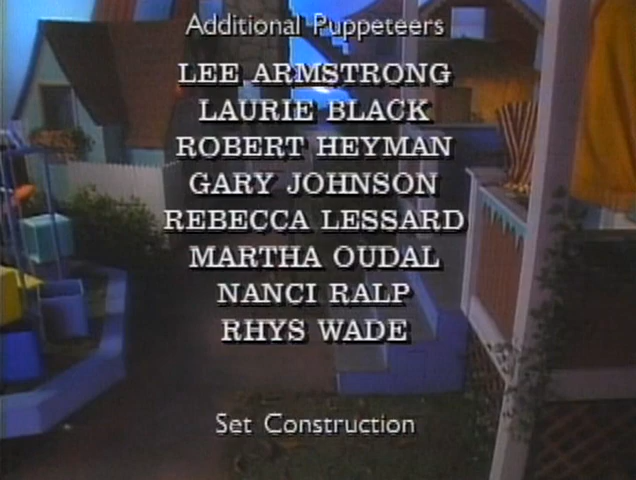 Additional Puppeteers
LEE ARMSTRONG
LAURIE BLACK
ROBERT HEYMAN
GARY JOHNSON
REBECCA LESSARD
MARTHA OUDAL
NANCI RALP
RHYS WADE
Set Construction